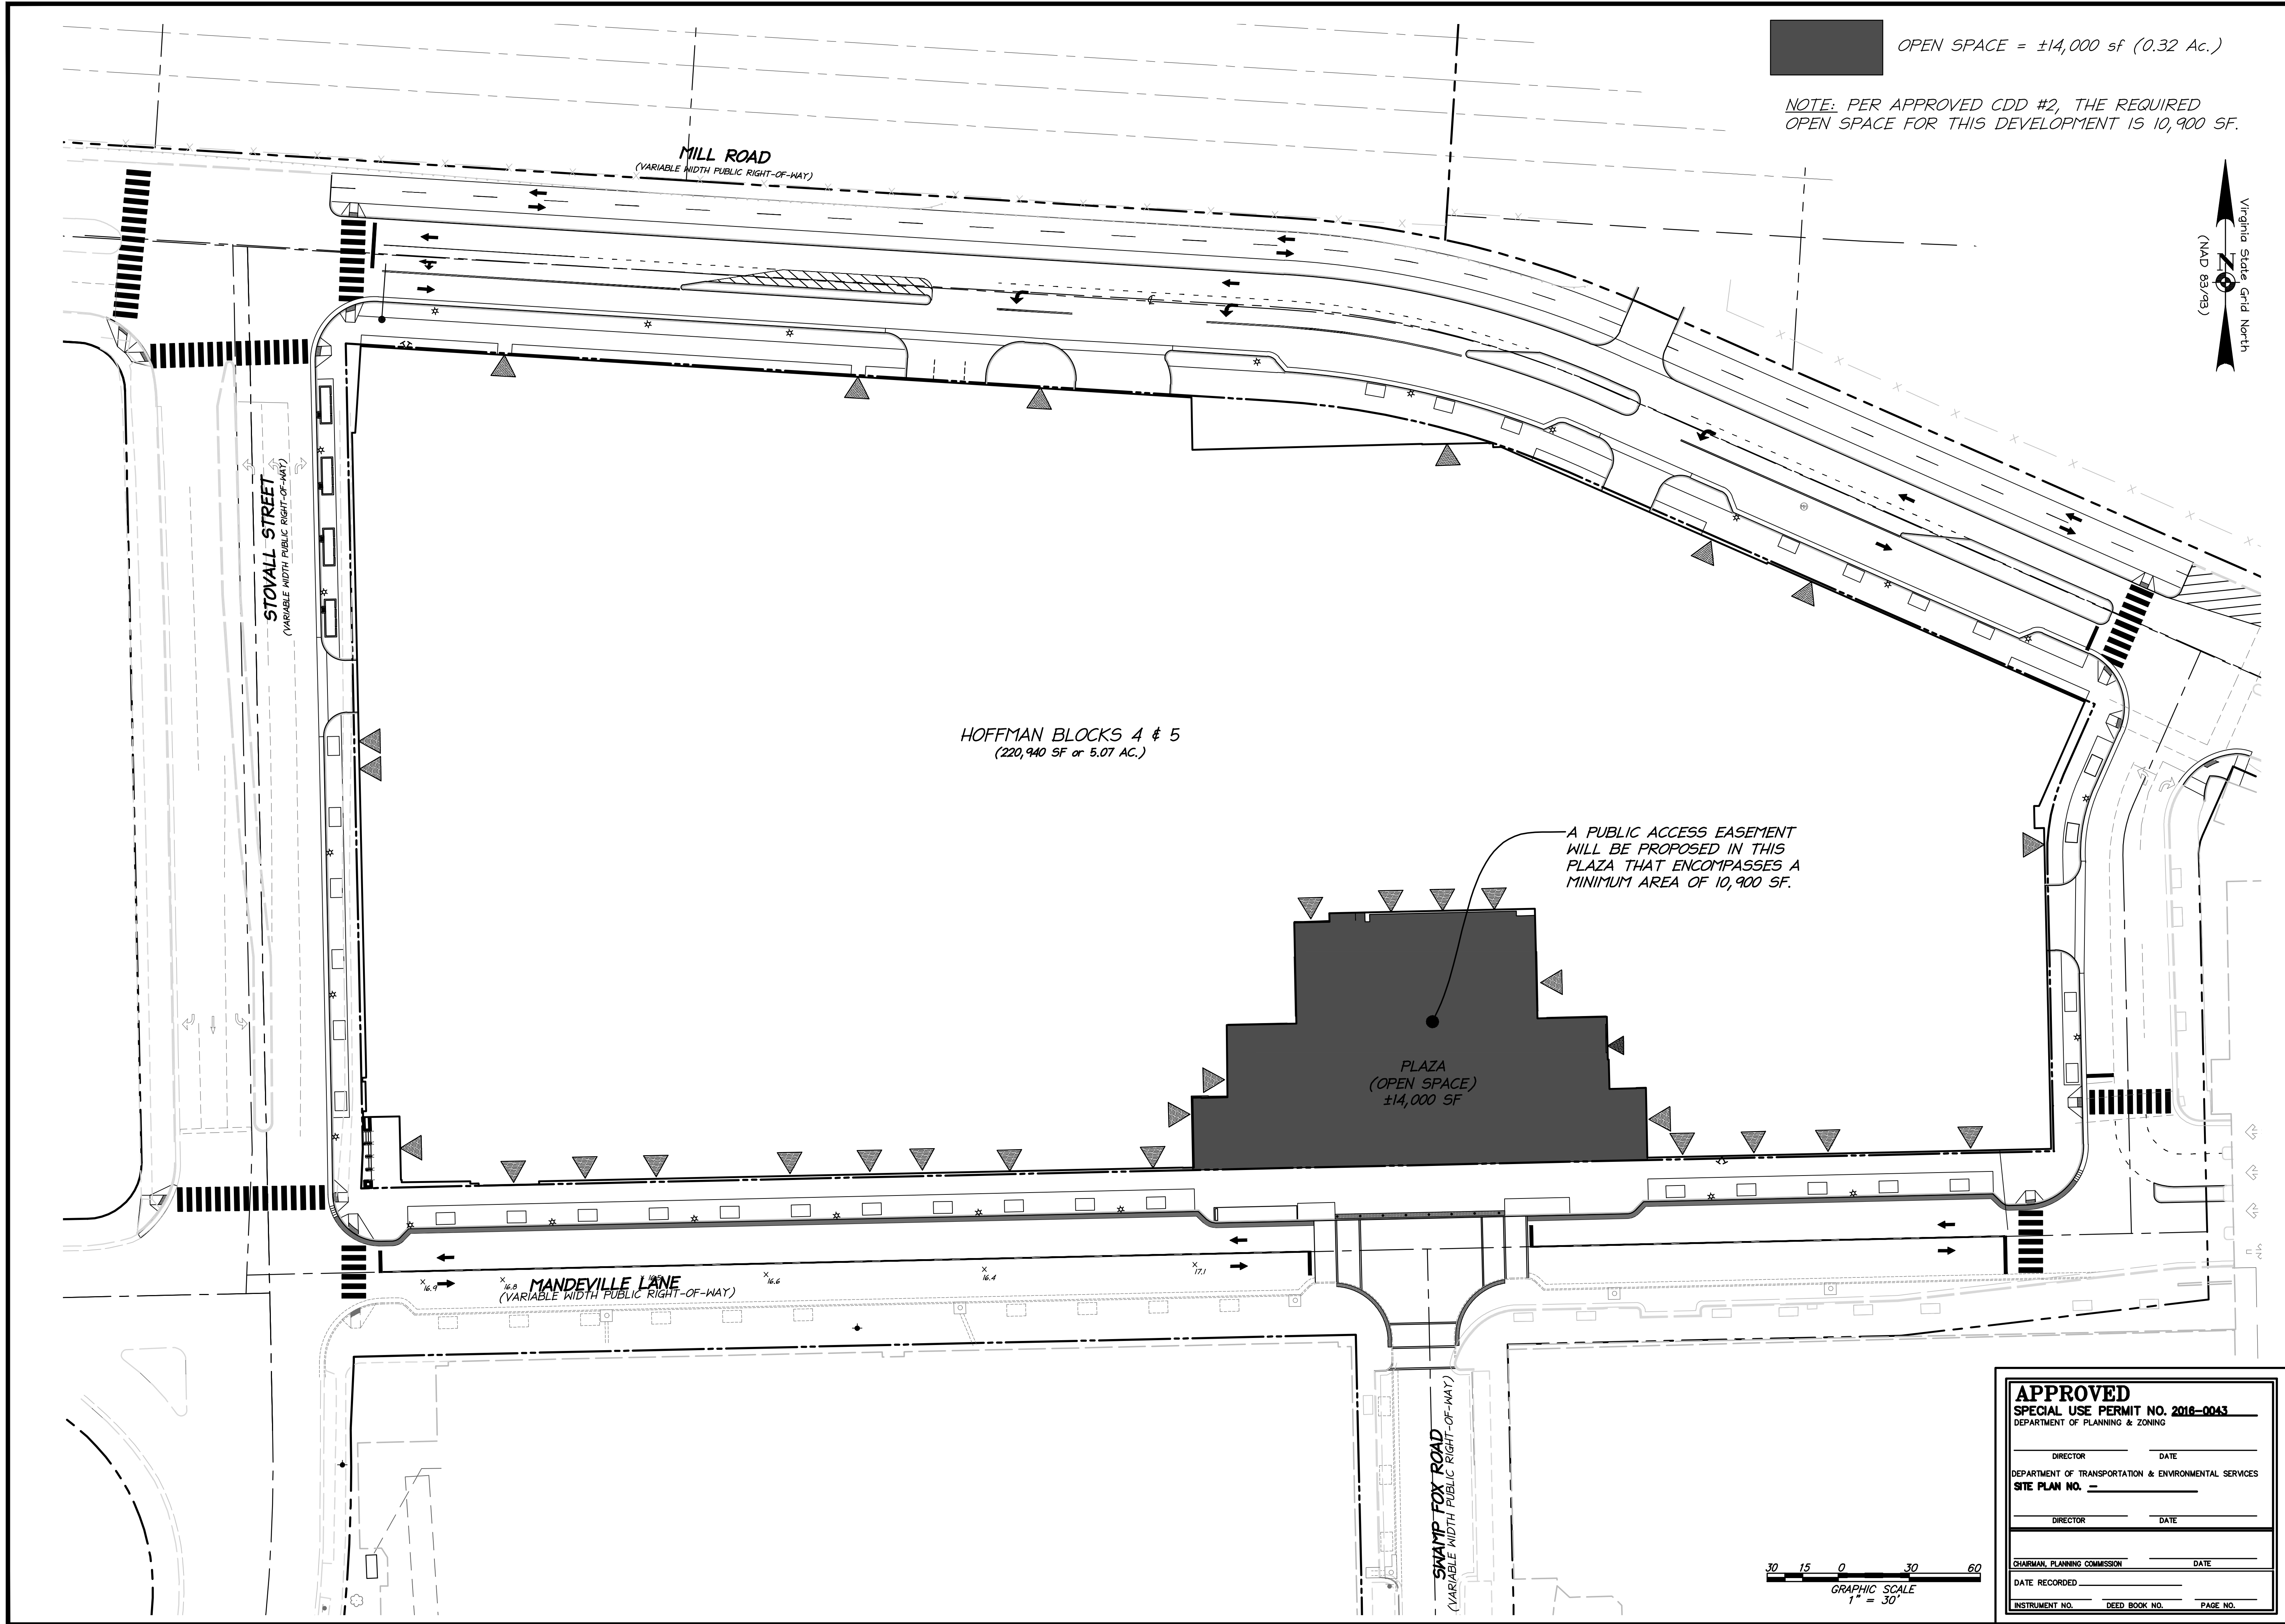 OPEN SPACE = ±14,000 sf (0.32 Ac.)
NOTE: PER APPROVED CDD #2, THE REQUIRED
OPEN SPACE FOR THIS DEVELOPMENT IS 10,900 SF.
Virginia State Grid North
(NAD 83/93)
N
MILL ROAD
(VARIABLE WIDTH PUBLIC RIGHT-OF-WAY)
STOVALL STREET
(VARIABLE WIDTH PUBLIC RIGHT-OF-WAY)
HOFFMAN BLOCKS 4 & 5
(220,940 SF or 5.07 AC.)
A PUBLIC ACCESS EASEMENT
WILL BE PROPOSED IN THIS
PLAZA THAT ENCOMPASSES A
MINIMUM AREA OF 10,900 SF.
PLAZA
(OPEN SPACE)
±14,000 SF
16.9
16.8
16.6
16.4
17.1
MANDEVILLE LANE
(VARIABLE WIDTH PUBLIC RIGHT-OF-WAY)
SWAMP FOX ROAD
(VARIABLE WIDTH PUBLIC RIGHT-OF-WAY)
30 15 0 30 60
GRAPHIC SCALE
1" = 30'
APPROVED
SPECIAL USE PERMIT NO. 2016-0043
DEPARTMENT OF PLANNING & ZONING
DIRECTOR DATE
DEPARTMENT OF TRANSPORTATION & ENVIRONMENTAL SERVICES
SITE PLAN NO. —
DIRECTOR DATE
CHAIRMAN, PLANNING COMMISSION DATE
DATE RECORDED
INSTRUMENT NO. DEED BOOK NO. PAGE NO.